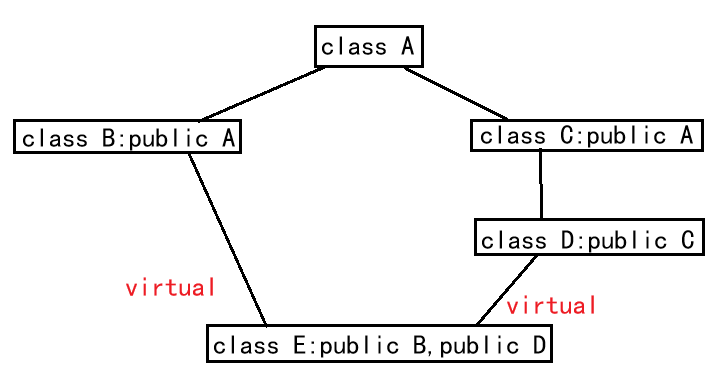 class A
class B:public A
class C:public A
class D:public C
virtual
virtual
class E:public B,public D